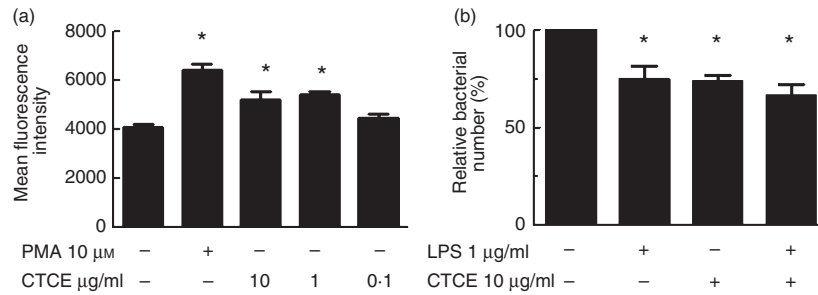 (a)
Mean fluorescence
intensity
8000
6000
4000
2000
0
* * *
PMA 10 µM – + – – –
CTCE µg/ml – – 10 1 0·1
(b)
Relative bacterial
number (%)
100
50
0
* * *
LPS 1 µg/ml – + – +
CTCE 10 µg/ml – – + +